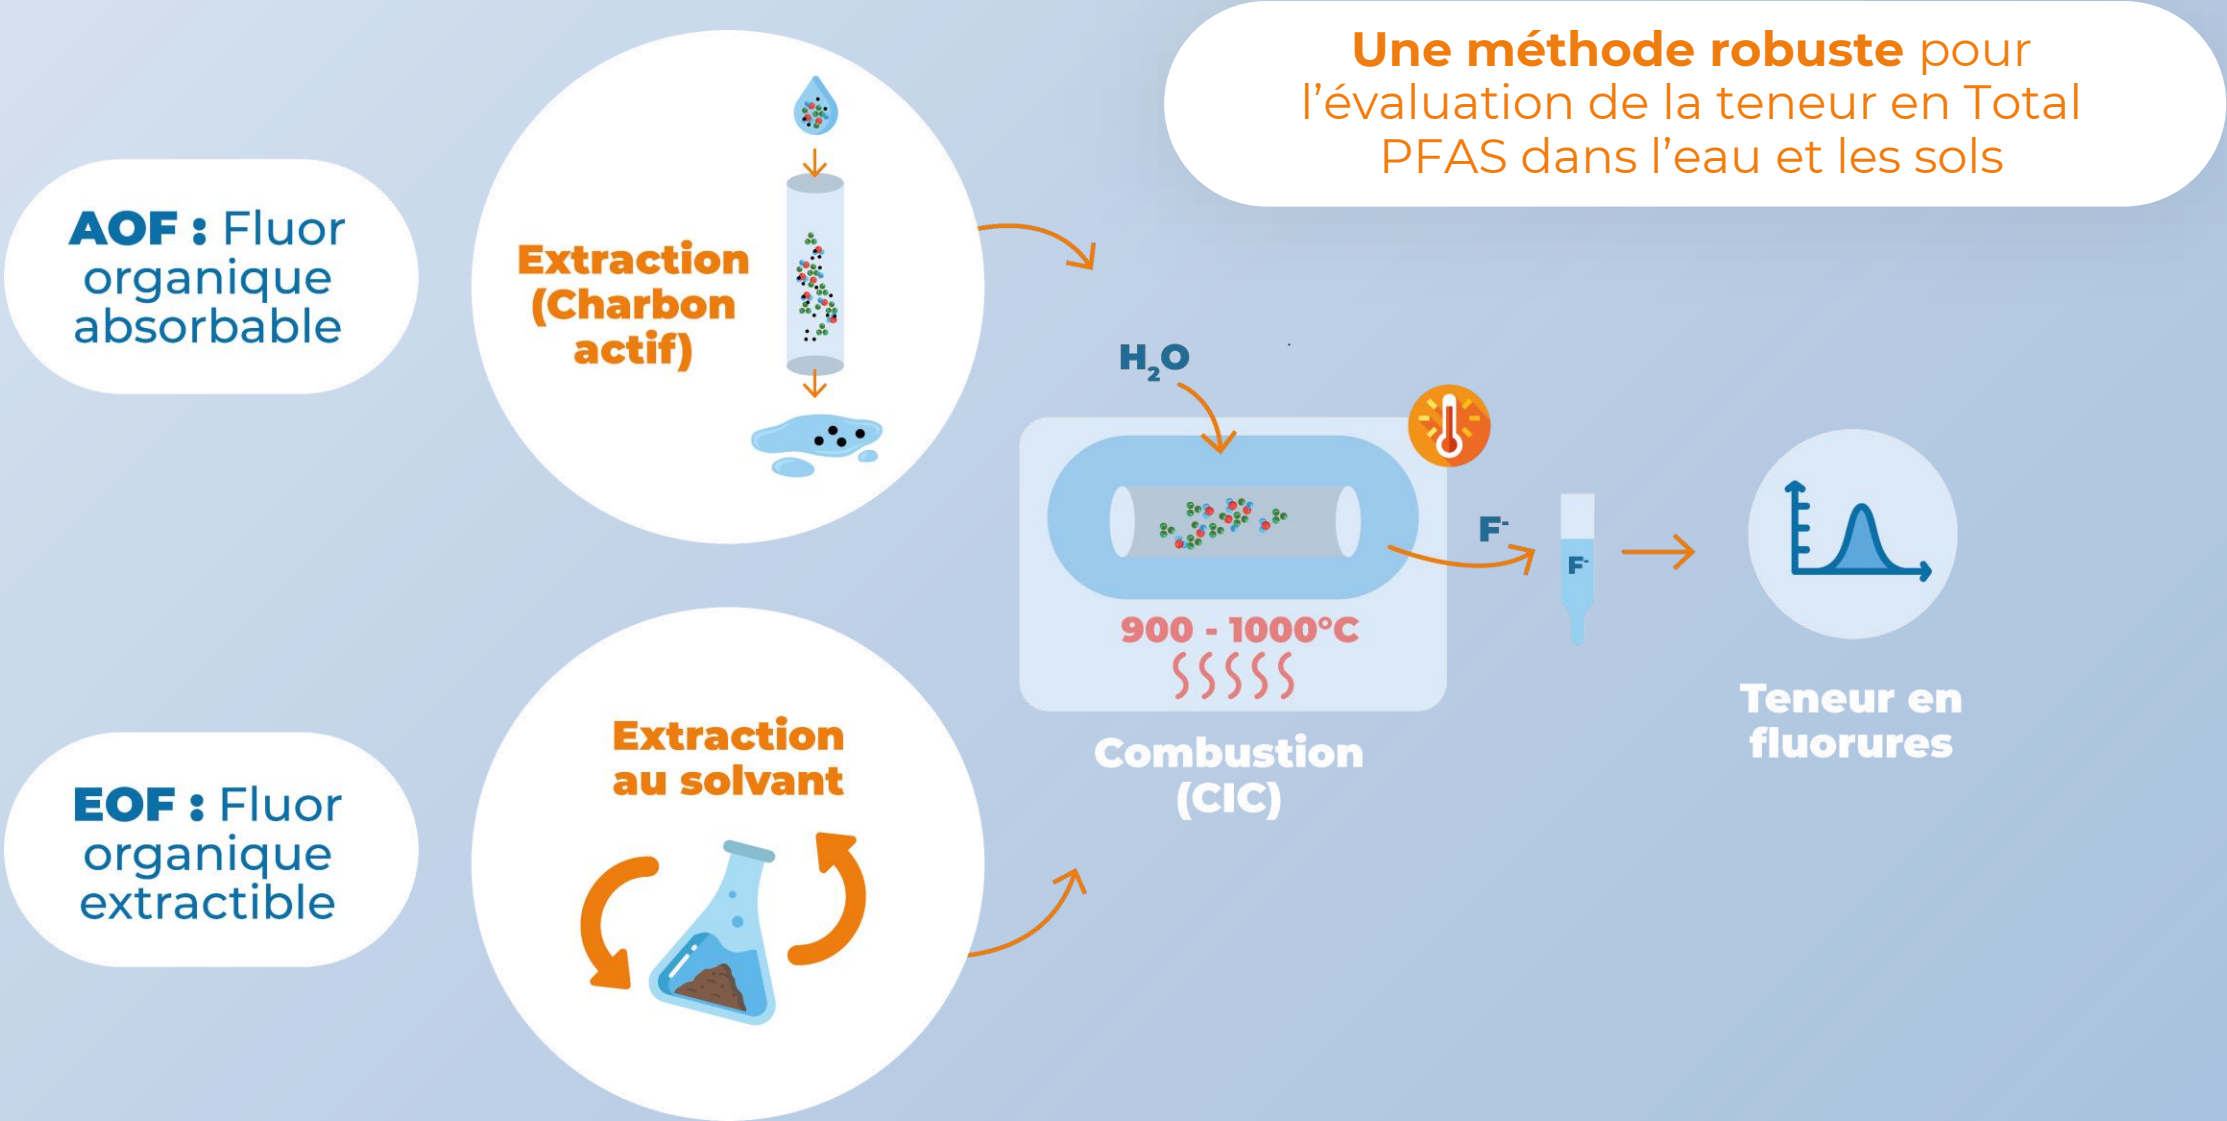 Une méthode robuste pour
l'évaluation de la teneur en Total
PFAS dans l'eau et les sols
AOF : Fluor
organique
absorbable
Extraction
(Charbon
actif)
H₂O
F⁻
F⁻
900 - 1000°C
Combustion
(CIC)
Teneur en
fluorures
EOF : Fluor
organique
extractible
Extraction
au solvant